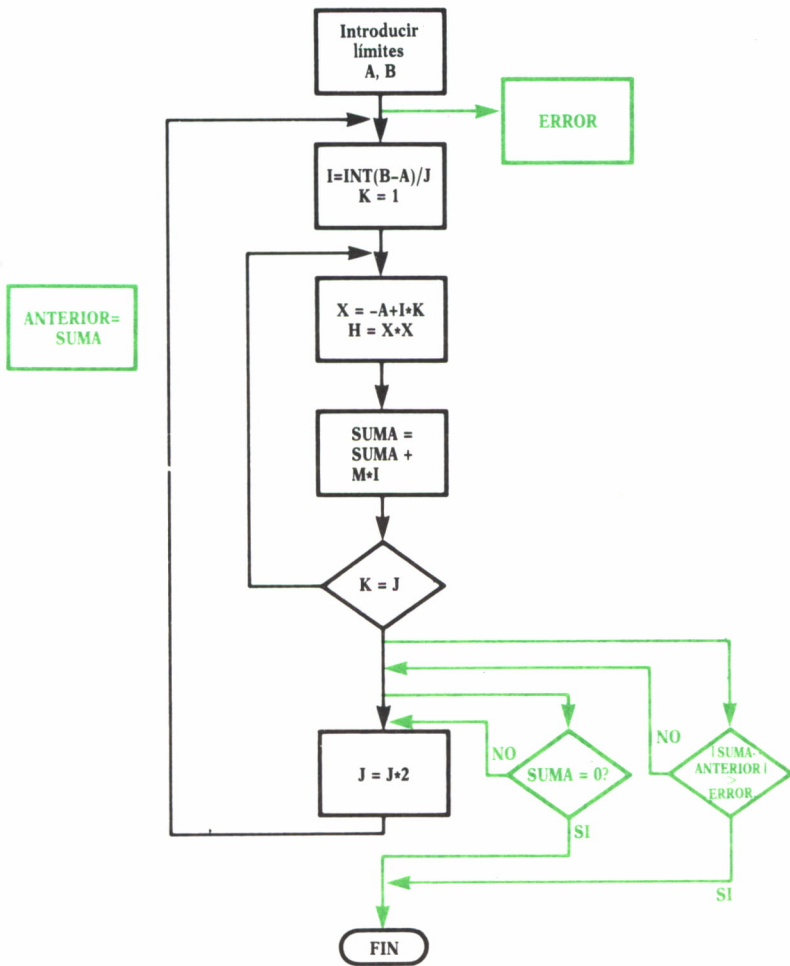 Introducir
límites
A, B
ERROR
I=INT(B-A)/J
K = 1
X = -A+I*K
H = X*X
ANTERIOR=
SUMA
SUMA =
SUMA +
M*I
K = J
J = J*2
NO
SUMA = 0?
SI
NO
| SUMA-
ANTERIOR |
>
ERROR
SI
FIN